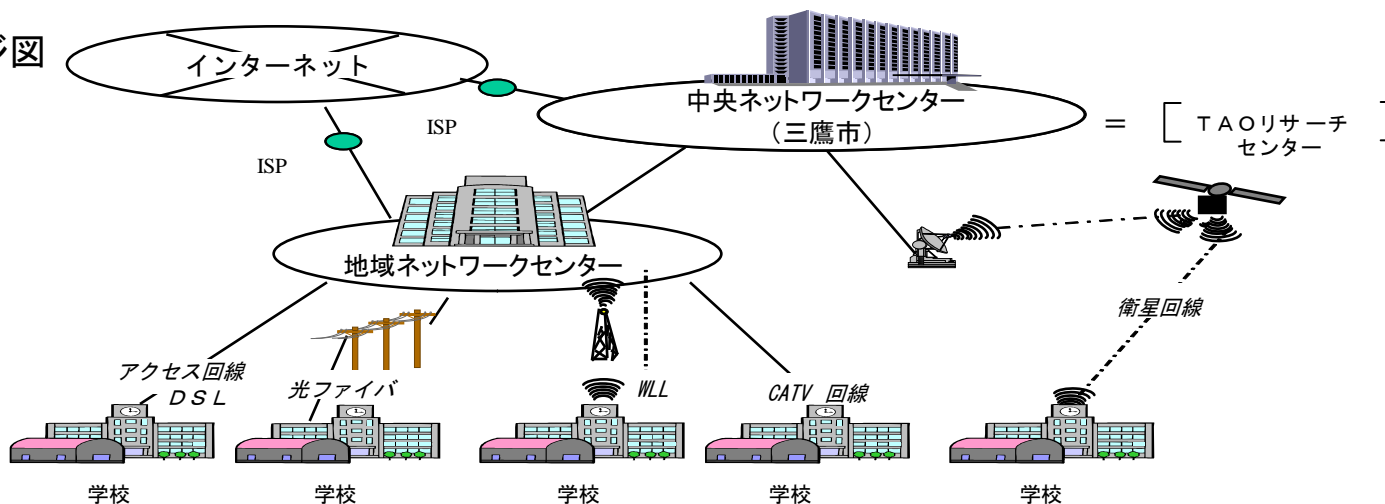 図
インターネット
中央ネットワークセンター
(三鷹市)
=
[ TAOリサーチ
センター ]
ISP
ISP
地域ネットワークセンター
衛星回線
アクセス回線
DSL
光ファイバ
WLL
CATV 回線
学校
学校
学校
学校
学校